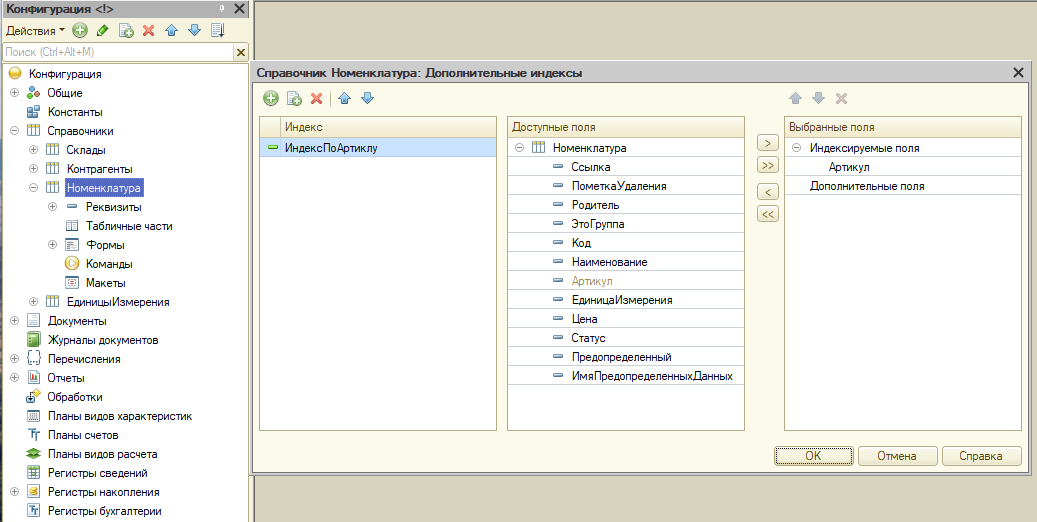 Конфигурация <!>
Действия
Поиск (Ctrl+Alt+M)
Конфигурация
Общие
Константы
Справочники
Склады
Контрагенты
Номенклатура
Реквизиты
Табличные части
Формы
Команды
Макеты
ЕдиницыИзмерения
Документы
Журналы документов
Перечисления
Отчеты
Обработки
Планы видов характеристик
Планы счетов
Планы видов расчета
Регистры сведений
Регистры накопления
Регистры бухгалтерии
Справочник Номенклатура: Дополнительные индексы
Индекс
ИндексПоАртиклу
Доступные поля
Номенклатура
Ссылка
ПометкаУдаления
Родитель
ЭтоГруппа
Код
Наименование
Артикул
ЕдиницаИзмерения
Цена
Статус
Предопределенный
ИмяПредопределенныхДанных
>
>>
<
<<
Выбранные поля
Индексируемые поля
Артикул
Дополнительные поля
ОК
Отмена
Справка